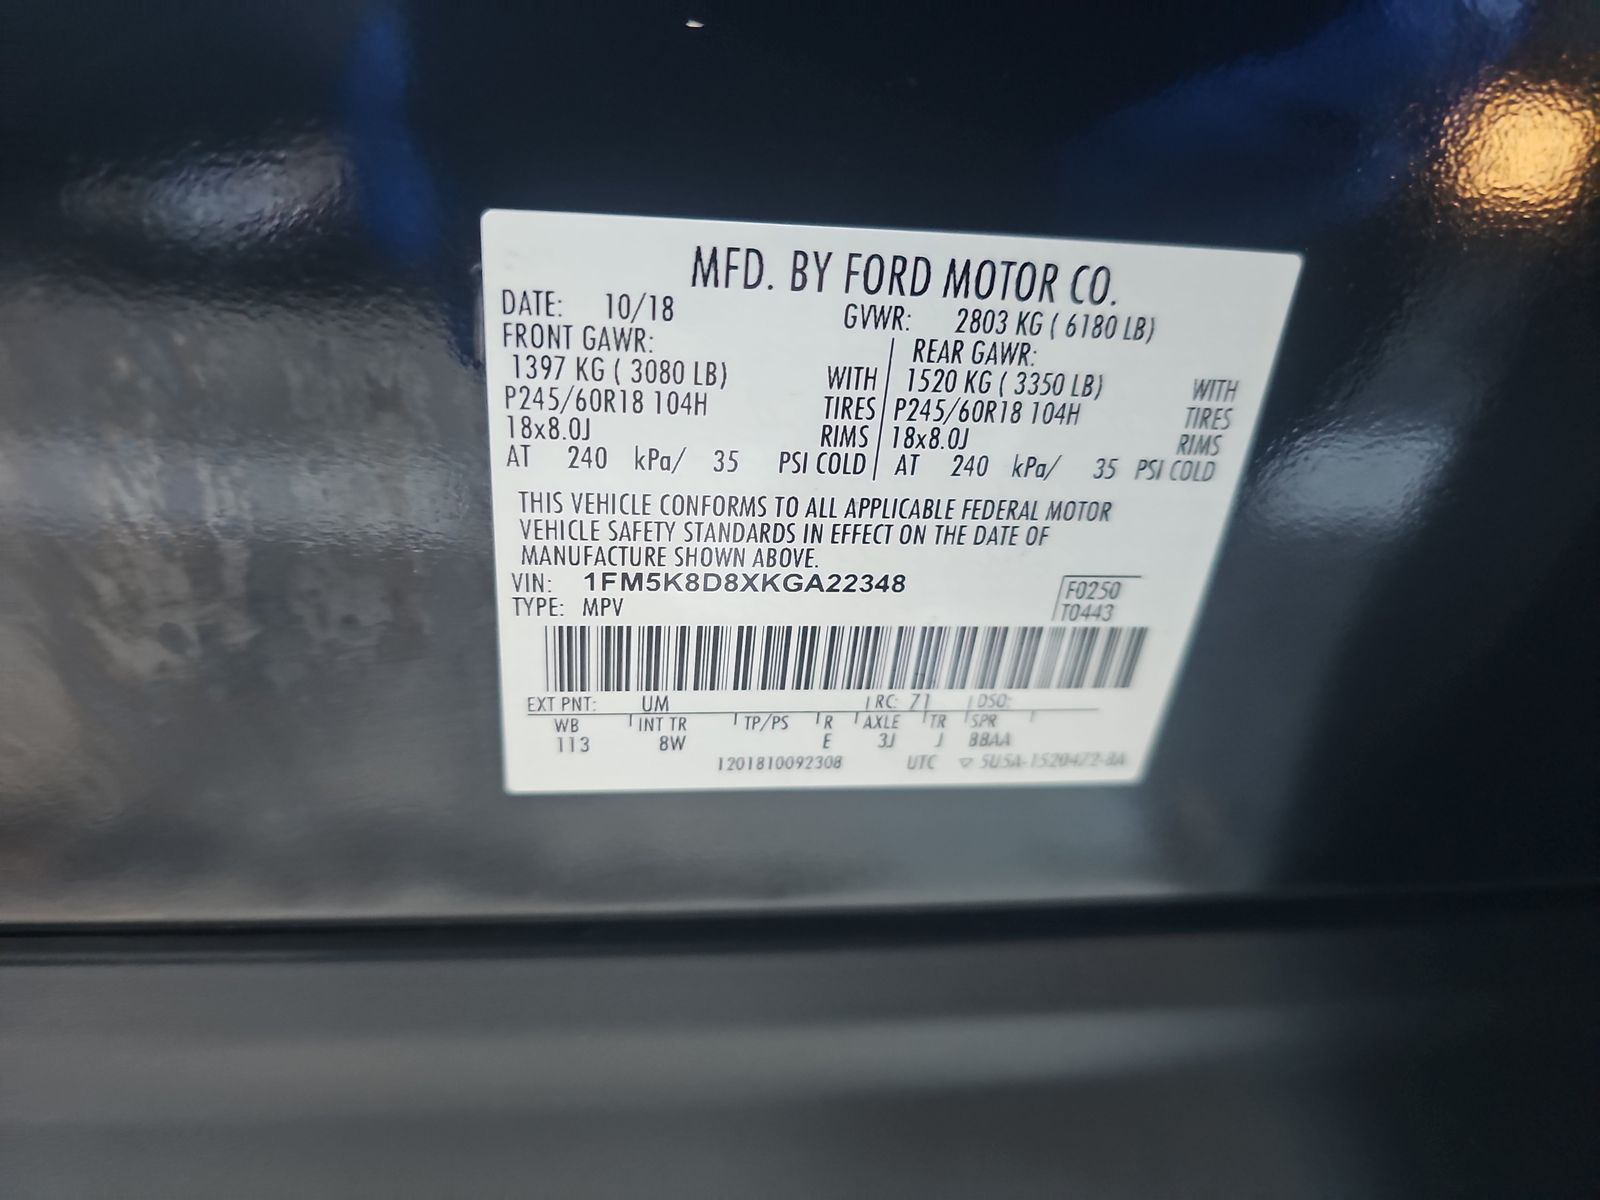 MFD. BY FORD MOTOR CO.
DATE: 10/18 GVWR: 2803 KG ( 6180 LB)
FRONT GAWR: REAR GAWR:
1397 KG ( 3080 LB) WITH 1520 KG ( 3350 LB) WITH
P245/60R18 104H TIRES P245/60R18 104H TIRES
18x8.0J RIMS 18x8.0J RIMS
AT 240 kPa/ 35 PSI COLD AT 240 kPa/ 35 PSI COLD
THIS VEHICLE CONFORMS TO ALL APPLICABLE FEDERAL MOTOR
VEHICLE SAFETY STANDARDS IN EFFECT ON THE DATE OF
MANUFACTURE SHOWN ABOVE.
VIN: 1FM5K8D8XKGA22348 F0250
TYPE: MPV T0443
EXT PNT: UM RC: 71 DSO:
WB INT TR TP/PS R AXLE TR SPR
113 8W E 3J J BBAA
1201810092308 UTC 5U5A-1520472-BA